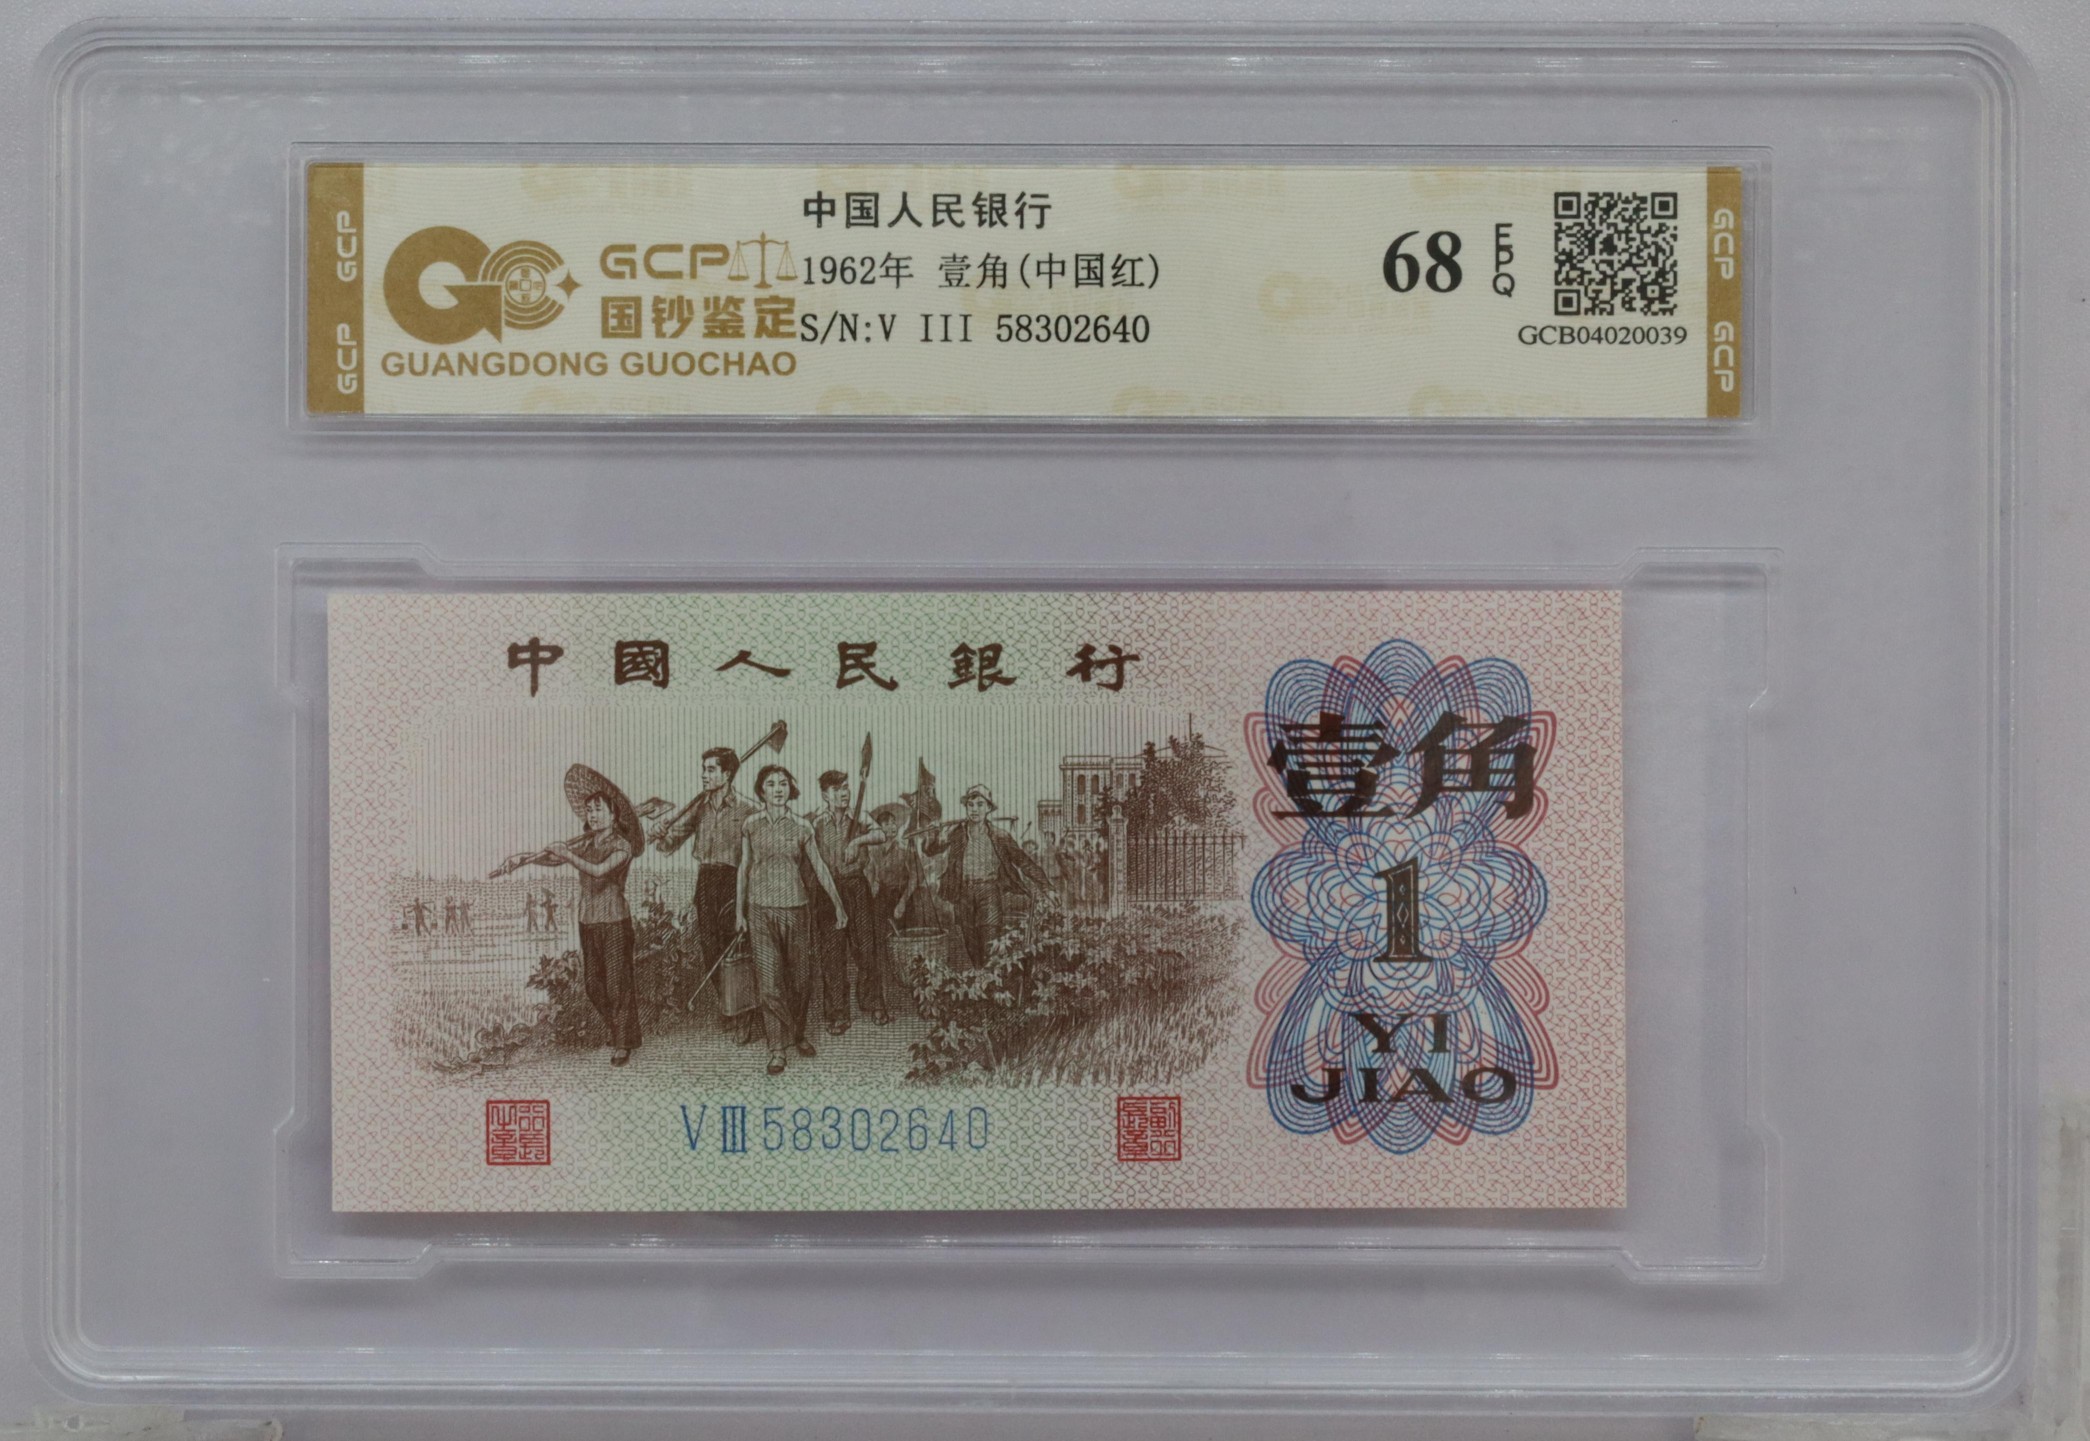 中国人民银行
GCP
1962年 壹角(中国红)
68 EPQ
国钞鉴定
S/N:V III 58302640
GCB04020039
GUANGDONG GUOCHAO
GCP
GCP
GCP
GCP
中國人民銀行
壹角
1
YI
JIAO
V III 58302640